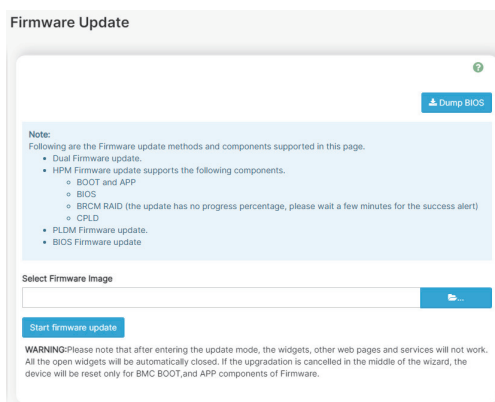 Firmware Update
Dump BIOS
Note:
Following are the Firmware update methods and components supported in this page.
Dual Firmware update.
HPM Firmware update supports the following components.
BOOT and APP
BIOS
BRCM RAID (the update has no progress percentage, please wait a few minutes for the success alert)
CPLD
PLDM Firmware update.
BIOS Firmware update
Select Firmware Image
...
Start firmware update
WARNING:Please note that after entering the update mode, the widgets, other web pages and services will not work.
All the open widgets will be automatically closed. If the upgradation is cancelled in the middle of the wizard, the
device will be reset only for BMC BOOT,and APP components of Firmware.